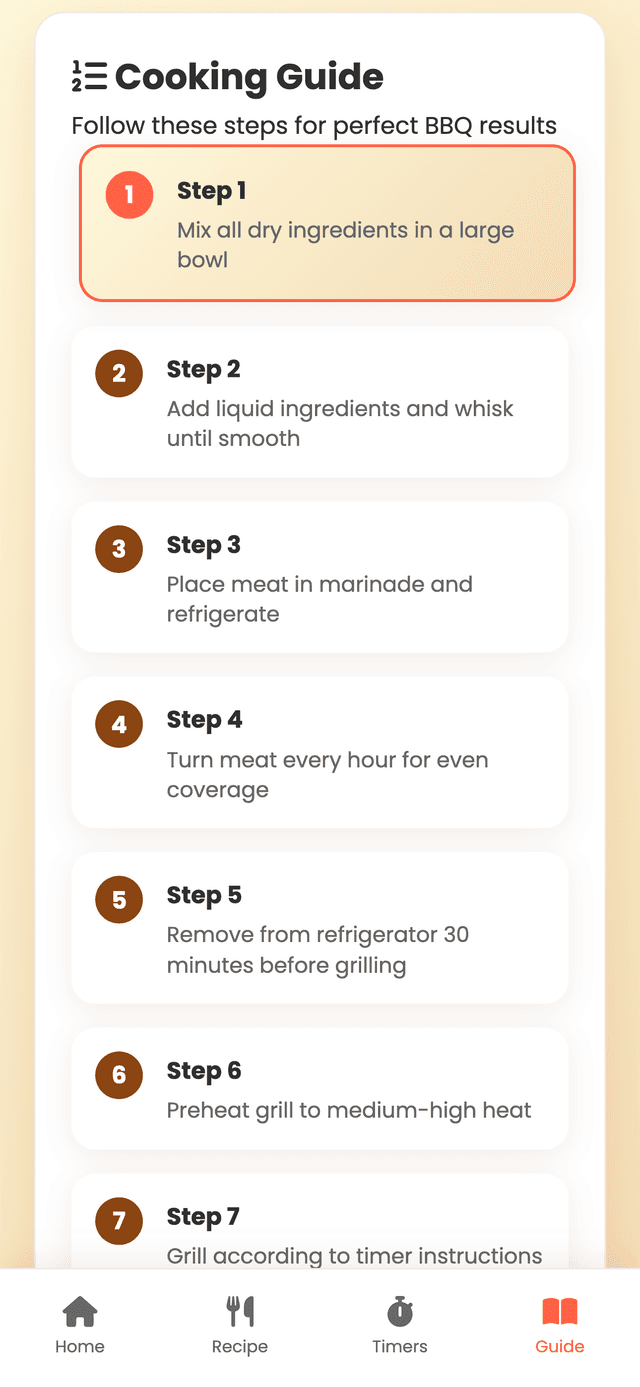 Cooking Guide
Follow these steps for perfect BBQ results
1
Step 1
Mix all dry ingredients in a large
bowl
2
Step 2
Add liquid ingredients and whisk
until smooth
3
Step 3
Place meat in marinade and
refrigerate
4
Step 4
Turn meat every hour for even
coverage
5
Step 5
Remove from refrigerator 30
minutes before grilling
6
Step 6
Preheat grill to medium-high heat
7
Step 7
Grill according to timer instructions
Home
Recipe
Timers
Guide